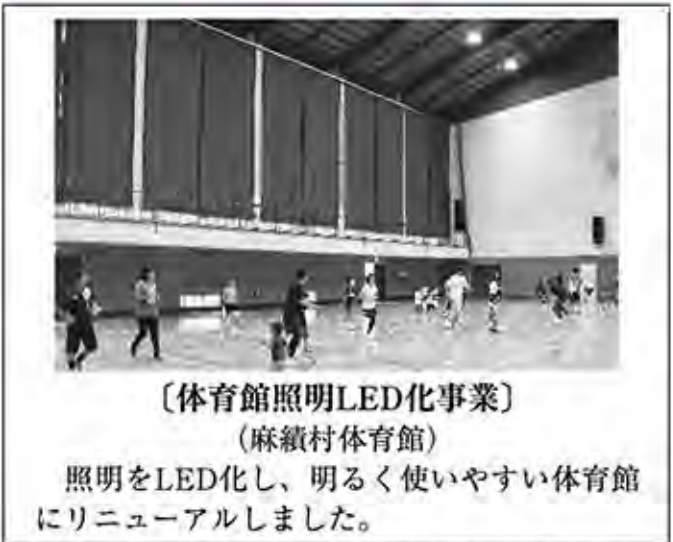 〔体育館照明LED化事業〕
（麻績村体育館）
照明をLED化し、明るく使いやすい体育館
にリニューアルしました。